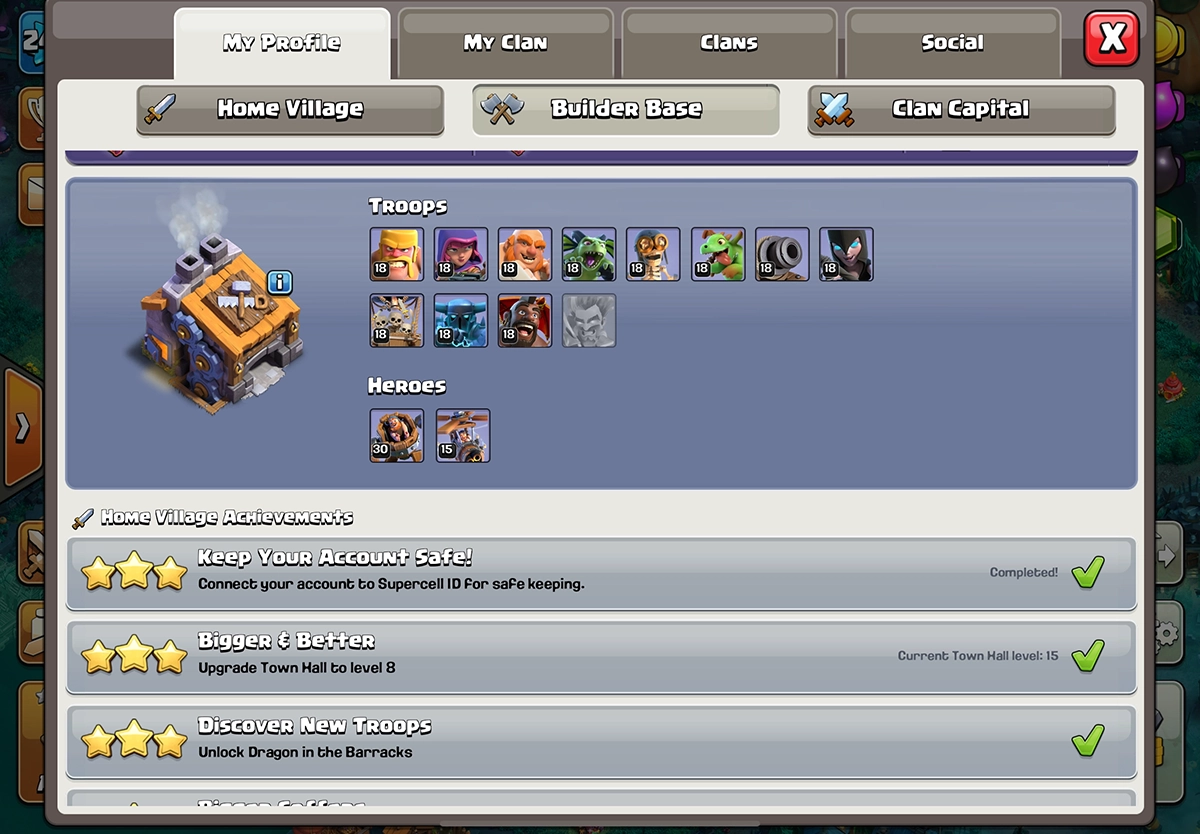 24
My Profile
My Clan
Clans
Social
X
Home Village
Builder Base
Clan Capital
Troops
18 18 18 18 18 18 18 18
18 18 18
i
Heroes
30 15
Home Village Achievements
Keep Your Account Safe!
Connect your account to Supercell ID for safe keeping.
Completed!
Bigger & Better
Upgrade Town Hall to level 8
Current Town Hall level: 15
Discover New Troops
Unlock Dragon in the Barracks
Bigger Coffers